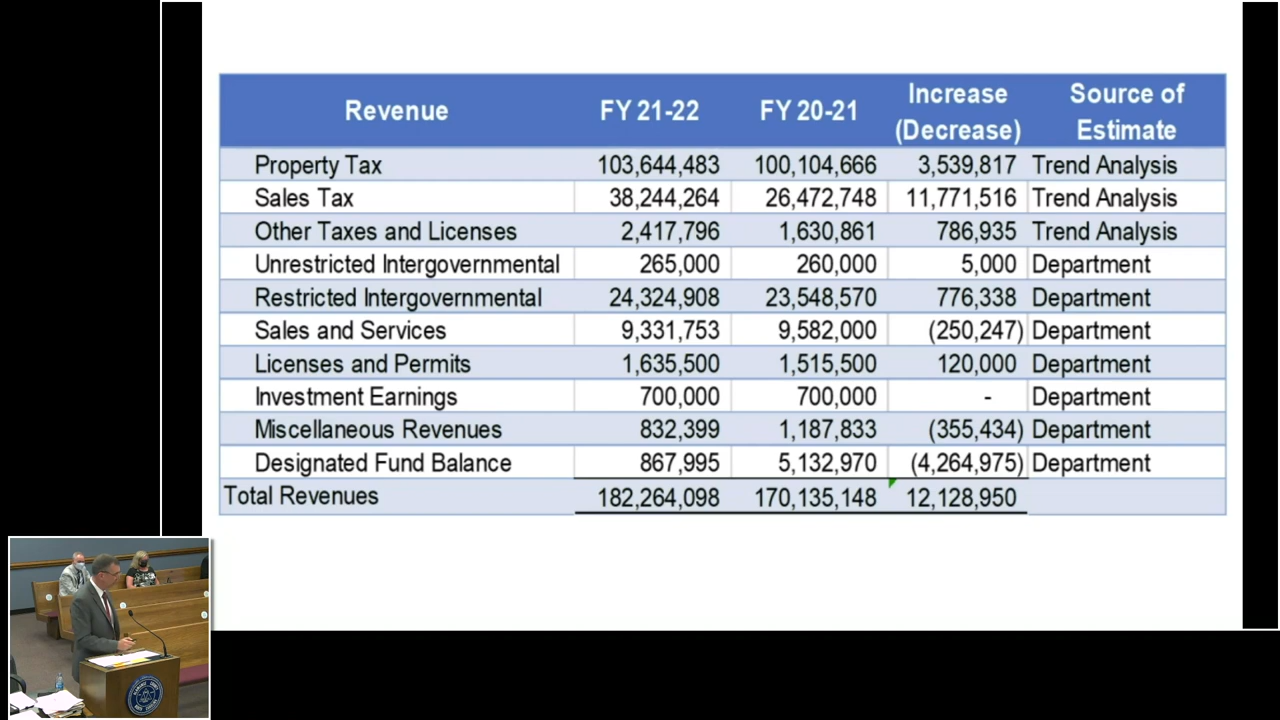 Revenue FY 21-22 FY 20-21 Increase (Decrease) Source of Estimate
Property Tax 103,644,483 100,104,666 3,539,817 Trend Analysis
Sales Tax 38,244,264 26,472,748 11,771,516 Trend Analysis
Other Taxes and Licenses 2,417,796 1,630,861 786,935 Trend Analysis
Unrestricted Intergovernmental 265,000 260,000 5,000 Department
Restricted Intergovernmental 24,324,908 23,548,570 776,338 Department
Sales and Services 9,331,753 9,582,000 (250,247) Department
Licenses and Permits 1,635,500 1,515,500 120,000 Department
Investment Earnings 700,000 700,000 - Department
Miscellaneous Revenues 832,399 1,187,833 (355,434) Department
Designated Fund Balance 867,995 5,132,970 (4,264,975) Department
Total Revenues 182,264,098 170,135,148 12,128,950